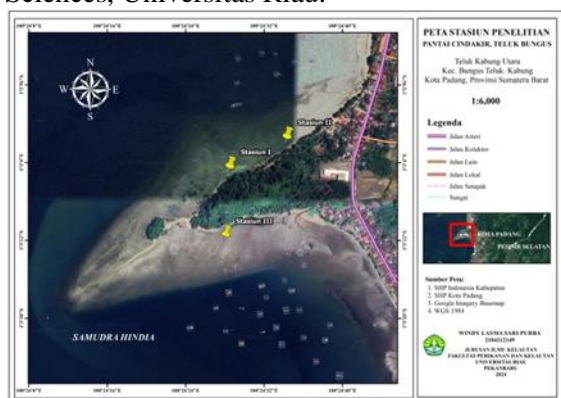 Sciences, Universitas Riau.
PETA STASIUN PENELITIAN
PANTAI CINDAKIR, TELUK BUNGUS
Teluk Kabung Utara
Kec. Bungus Teluk. Kabung
Kota Padang, Provinsi Sumatera Barat
1:6,000
Legenda
Jalan Arteri
Jalan Kolektor
Jalan Lain
Jalan Lokal
Jalan Setapak
Sungai
KOTA PADANG
PESISIR SELATAN
Sumber Peta:
1. SHP Indonesia Kabupaten
2. SHP Kota Padang
3. Google Imagery Basemap
4. WGS 1984
WINDY LASMA SARI PURBA
2104112349
JURUSAN ILMU KELAUTAN
FAKULTAS PERIKANAN DAN KELAUTAN
UNIVERSITAS RIAU
PEKANBARU
2024
N
W E
S
Stasiun II
Stasiun I
Stasiun III
SAMUDRA HINDIA